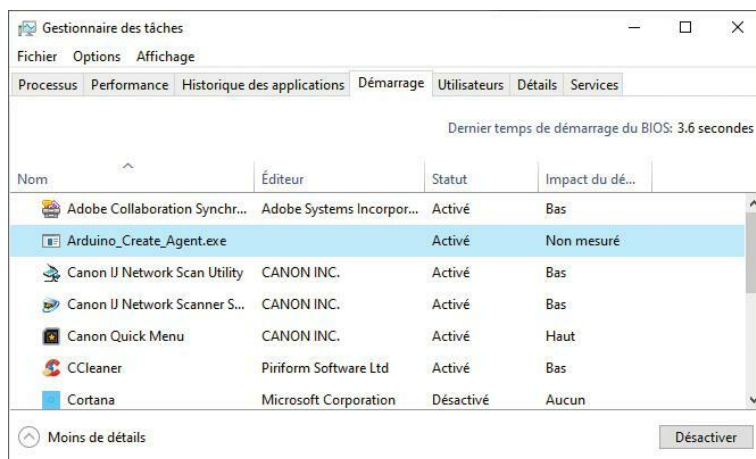 Gestionnaire des tâches
Fichier Options Affichage
Processus Performance Historique des applications Démarrage Utilisateurs Détails Services
Dernier temps de démarrage du BIOS: 3.6 secondes
Nom Éditeur Statut Impact du dé...
Adobe Collaboration Synchr... Adobe Systems Incorpor... Activé Bas
Arduino_Create_Agent.exe Activé Non mesuré
Canon IJ Network Scan Utility CANON INC. Activé Bas
Canon IJ Network Scanner S... CANON INC. Activé Bas
Canon Quick Menu CANON INC. Activé Haut
CCleaner Piriform Software Ltd Activé Bas
Cortana Microsoft Corporation Désactivé Aucun
Moins de détails Désactiver